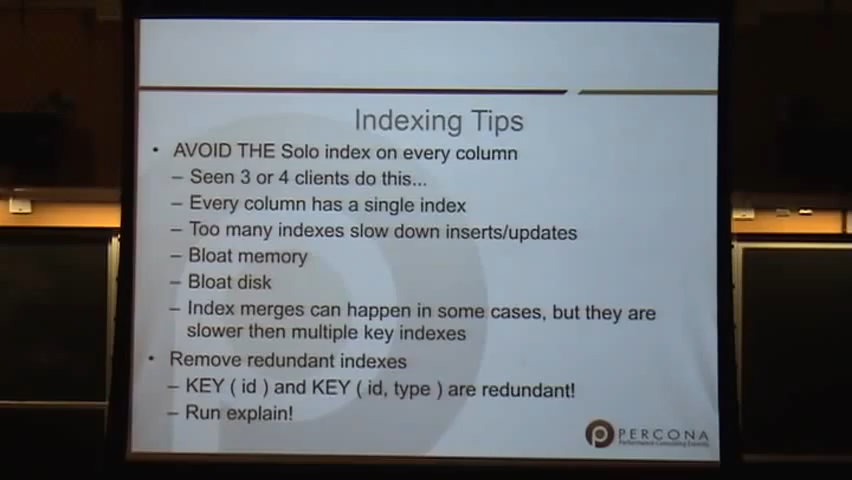 Indexing Tips
• AVOID THE Solo index on every column
– Seen 3 or 4 clients do this...
– Every column has a single index
– Too many indexes slow down inserts/updates
– Bloat memory
– Bloat disk
– Index merges can happen in some cases, but they are
slower then multiple key indexes
• Remove redundant indexes
– KEY ( id ) and KEY ( id, type ) are redundant!
– Run explain!
PERCONA
Performance Consulting Experts